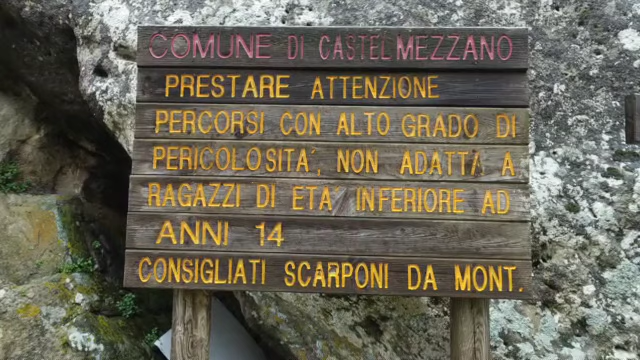 COMUNE DI CASTELMEZZANO
PRESTARE ATTENZIONE
PERCORSI CON ALTO GRADO DI
PERICOLOSITA', NON ADATTA A
RAGAZZI DI ETA' INFERIORE AD
ANNI 14
CONSIGLIATI SCARPONI DA MONT.